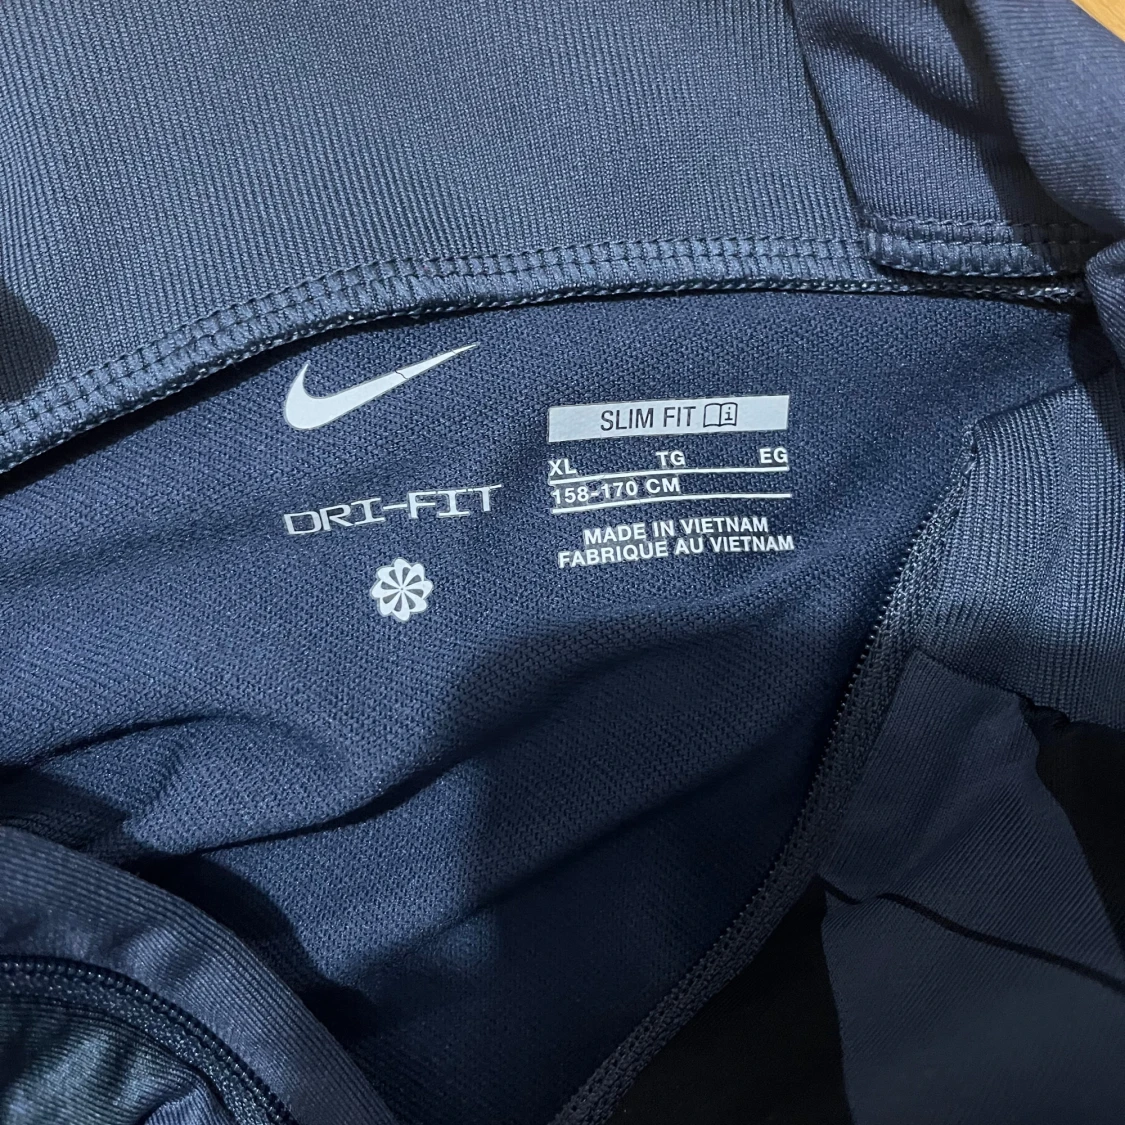 DRI-FIT
SLIM FIT
XL TG EG
158-170 CM
MADE IN VIETNAM
FABRIQUE AU VIETNAM